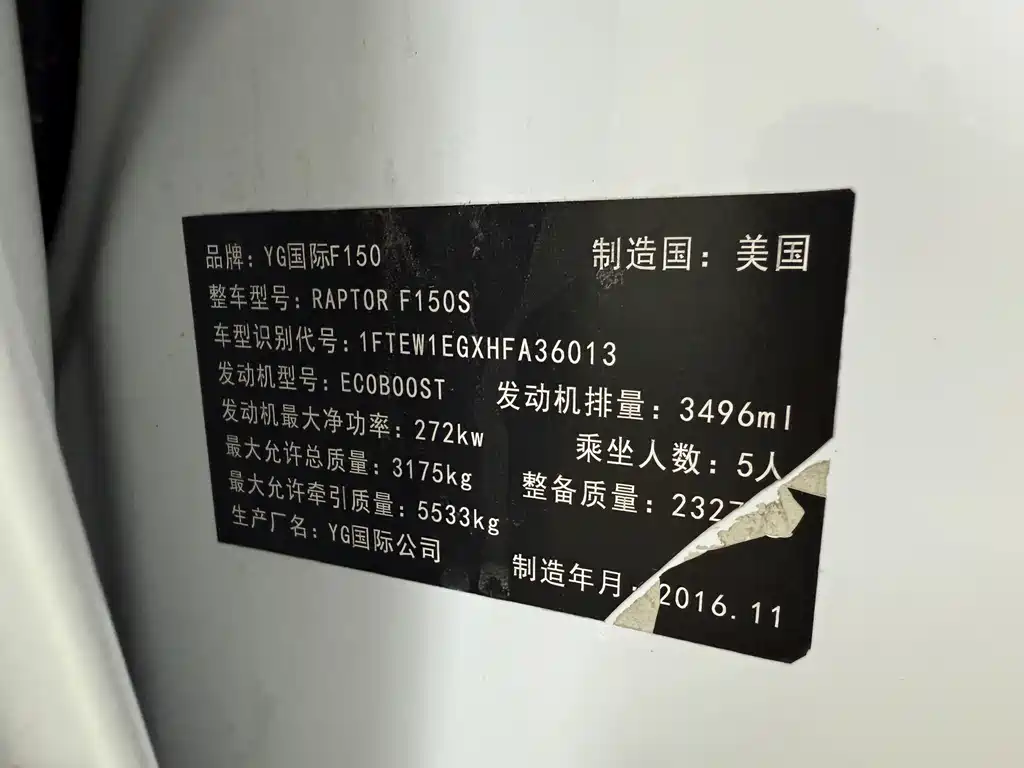 品牌：YG国际F150
制造国：美国
整车型号：RAPTOR F150S
车型识别代号：1FTEW1EGXHFA36013
发动机型号：ECOBOOST
发动机排量：3496ml
发动机最大净功率：272kw
乘坐人数：5人
最大允许总质量：3175kg
整备质量：2327
最大允许牵引质量：5533kg
生产厂名：YG国际公司
制造年月：2016.11